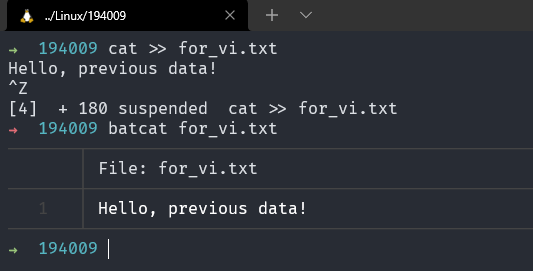 ../Linux/194009
→ 194009 cat >> for_vi.txt
Hello, previous data!
^Z
[4]  + 180 suspended  cat >> for_vi.txt
→ 194009 batcat for_vi.txt
File: for_vi.txt
1 Hello, previous data!
→ 194009